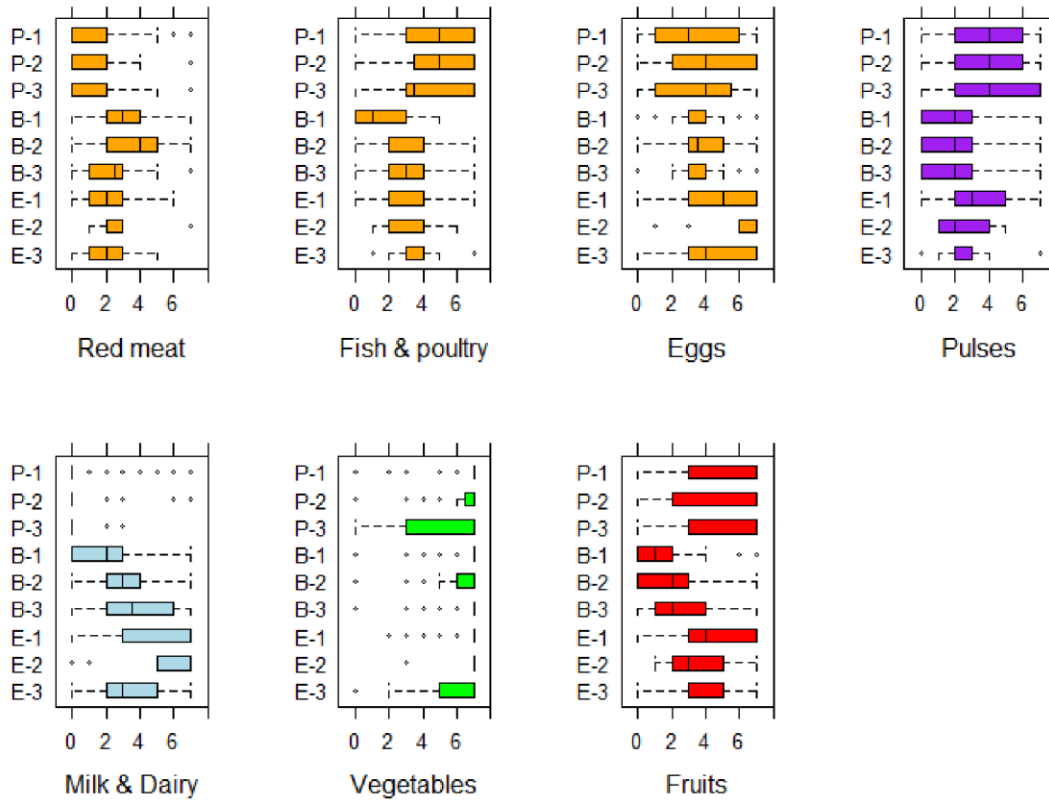 P-1 P-1 P-1 P-1
P-2 P-2 P-2 P-2
P-3 P-3 P-3 P-3
B-1 B-1 B-1 B-1
B-2 B-2 B-2 B-2
B-3 B-3 B-3 B-3
E-1 E-1 E-1 E-1
E-2 E-2 E-2 E-2
E-3 E-3 E-3 E-3
0 2 4 6 0 2 4 6 0 2 4 6 0 2 4 6
Red meat Fish & poultry Eggs Pulses
P-1 P-1 P-1
P-2 P-2 P-2
P-3 P-3 P-3
B-1 B-1 B-1
B-2 B-2 B-2
B-3 B-3 B-3
E-1 E-1 E-1
E-2 E-2 E-2
E-3 E-3 E-3
0 2 4 6 0 2 4 6 0 2 4 6
Milk & Dairy Vegetables Fruits